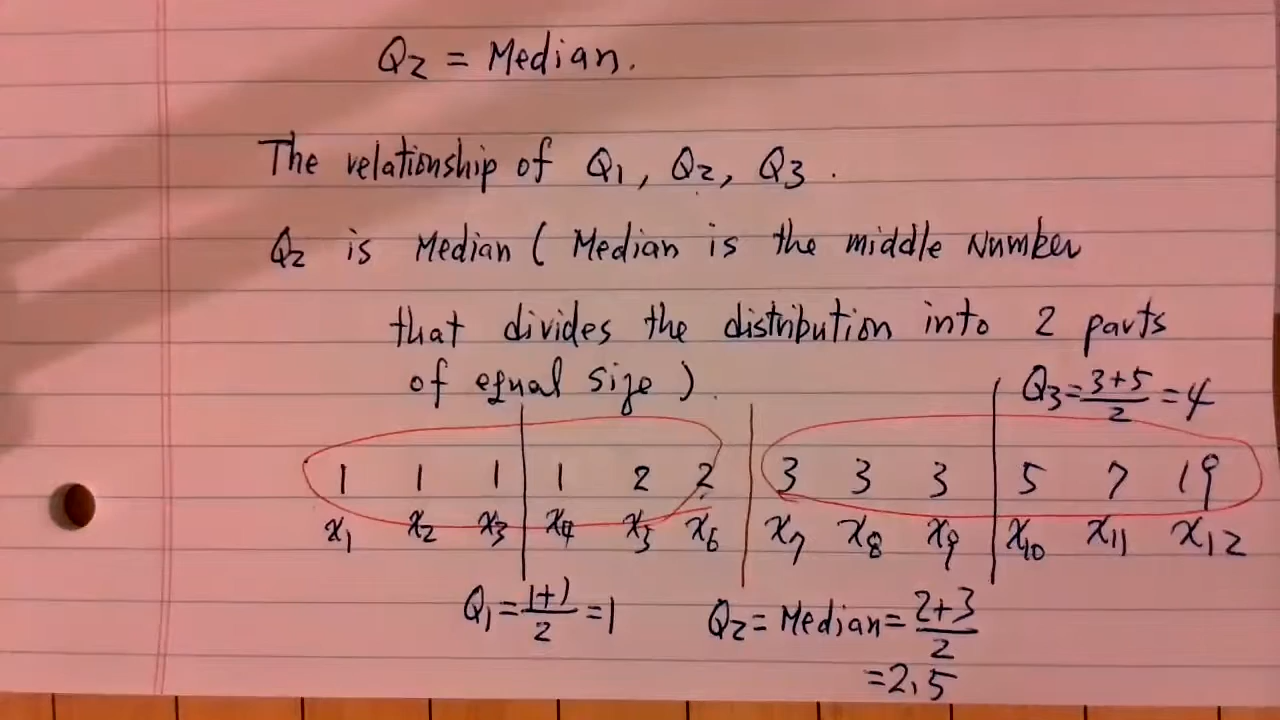 Q2 = Median.
The relationship of Q1, Q2, Q3.
Q2 is Median ( Median is the middle Number
that divides the distribution into 2 parts
of equal size ).
Q3 = (3+5)/2 = 4
1 1 1 1 2 2 3 3 3 5 7 19
x1 x2 x3 x4 x5 x6 x7 x8 x9 x10 x11 x12
Q1 = (1+1)/2 = 1
Q2 = Median = (2+3)/2
= 2.5